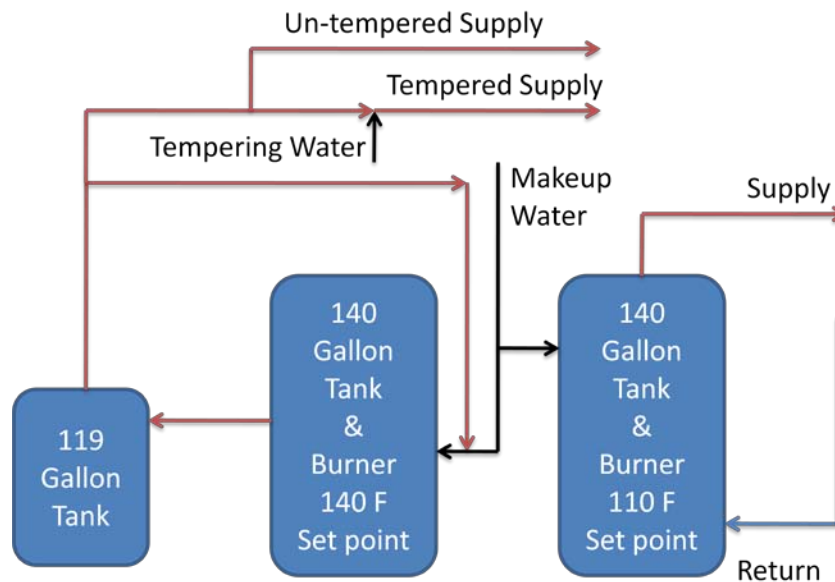 Un-tempered Supply
Tempered Supply
Tempering Water
Makeup
Water
Supply
119
Gallon
Tank
140
Gallon
Tank
&
Burner
140 F
Set point
140
Gallon
Tank
&
Burner
110 F
Set point
Return